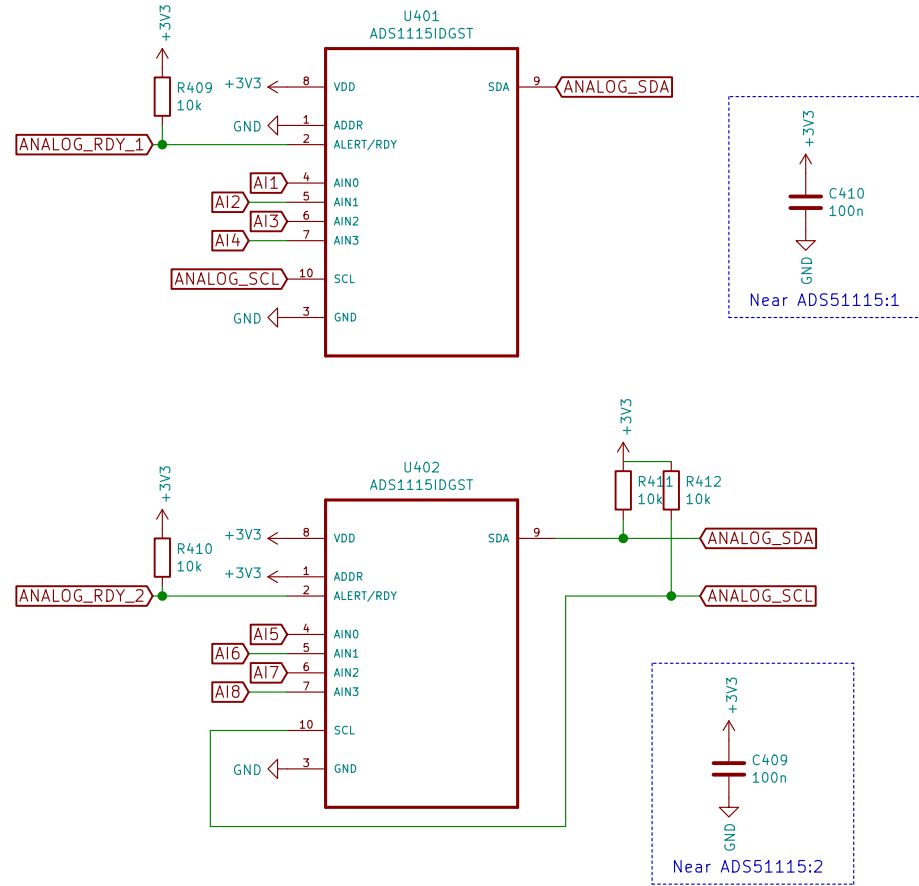 U401
ADS1115IDGST
+3V3
R409
10k
ANALOG_RDY_1
+3V3
8
VDD
GND
1
ADDR
2
ALERT/RDY
AI1
4
AIN0
AI2
5
AIN1
AI3
6
AIN2
AI4
7
AIN3
ANALOG_SCL
10
SCL
GND
3
GND
SDA
9
ANALOG_SDA
+3V3
C410
100n
GND
Near ADS51115:1
U402
ADS1115IDGST
+3V3
R410
10k
ANALOG_RDY_2
+3V3
8
VDD
+3V3
1
ADDR
2
ALERT/RDY
AI5
4
AIN0
AI6
5
AIN1
AI7
6
AIN2
AI8
7
AIN3
10
SCL
GND
3
GND
SDA
9
+3V3
R411
10k
R412
10k
ANALOG_SDA
ANALOG_SCL
+3V3
C409
100n
GND
Near ADS51115:2